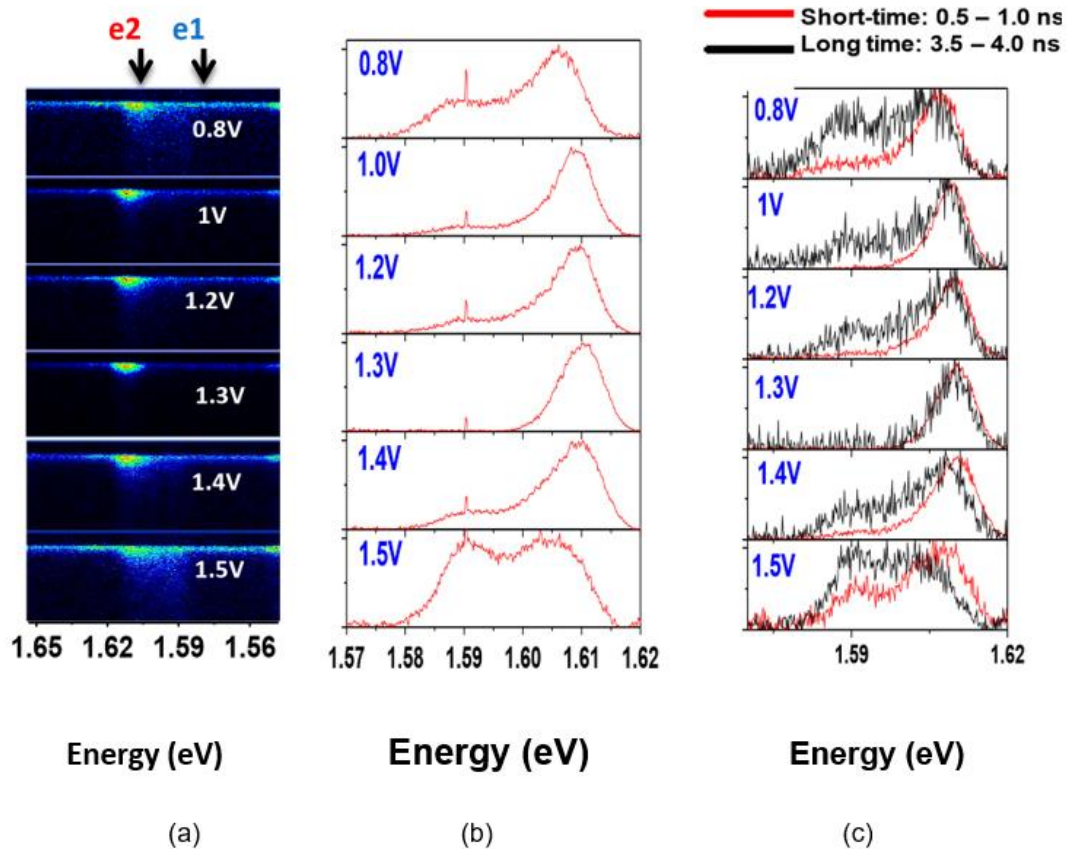 e2 e1
0.8V
1V
1.2V
1.3V
1.4V
1.5V
1.65 1.62 1.59 1.56
Energy (eV)
(a)
0.8V
1.0V
1.2V
1.3V
1.4V
1.5V
1.57 1.58 1.59 1.60 1.61 1.62
Energy (eV)
(b)
Short-time: 0.5 – 1.0 ns
Long time: 3.5 – 4.0 ns
0.8V
1V
1.2V
1.3V
1.4V
1.5V
1.59 1.62
Energy (eV)
(c)